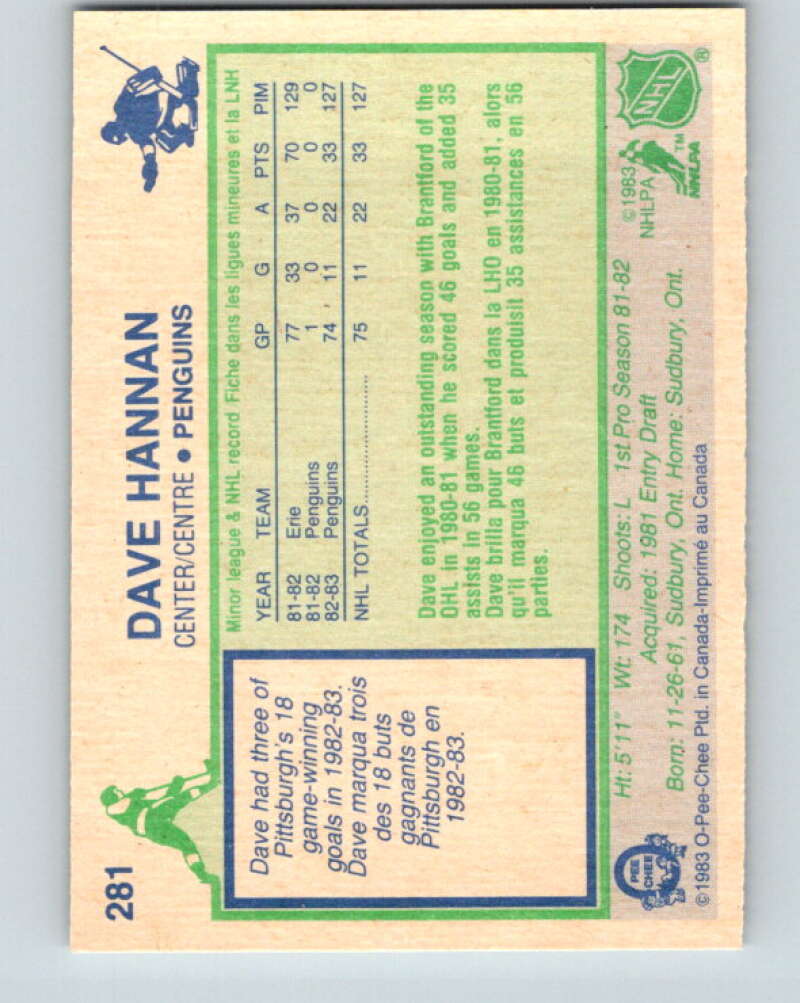 281
DAVE HANNAN
CENTER/CENTRE • PENGUINS
Dave had three of
Pittsburgh's 18
game-winning
goals in 1982-83.
Dave marqua trois
des 18 buts
gagnants de
Pittsburgh en
1982-83.
Minor league & NHL record Fiche dans les ligues mineures et la LNH
YEAR TEAM GP G A PTS PIM
81-82 Erie 77 33 37 70 129
81-82 Penguins 1 0 0 0 0
82-83 Penguins 74 11 22 33 127
NHL TOTALS 75 11 22 33 127
Dave enjoyed an outstanding season with Brantford of the
OHL in 1980-81 when he scored 46 goals and added 35
assists in 56 games.
Dave brilla pour Brantford dans la LHO en 1980-81, alors
qu'il marqua 46 buts et produisit 35 assistances en 56
parties.
Ht: 5'11" Wt: 174 Shoots: L 1st Pro Season 81-82
Acquired: 1981 Entry Draft
Born: 11-26-61, Sudbury, Ont. Home: Sudbury, Ont.
©1983 O-Pee-Chee Ptd. in Canada-Imprimé au Canada
O PEE CHEE
©1983
NHLPA
NHLPA
TM
NHL
®